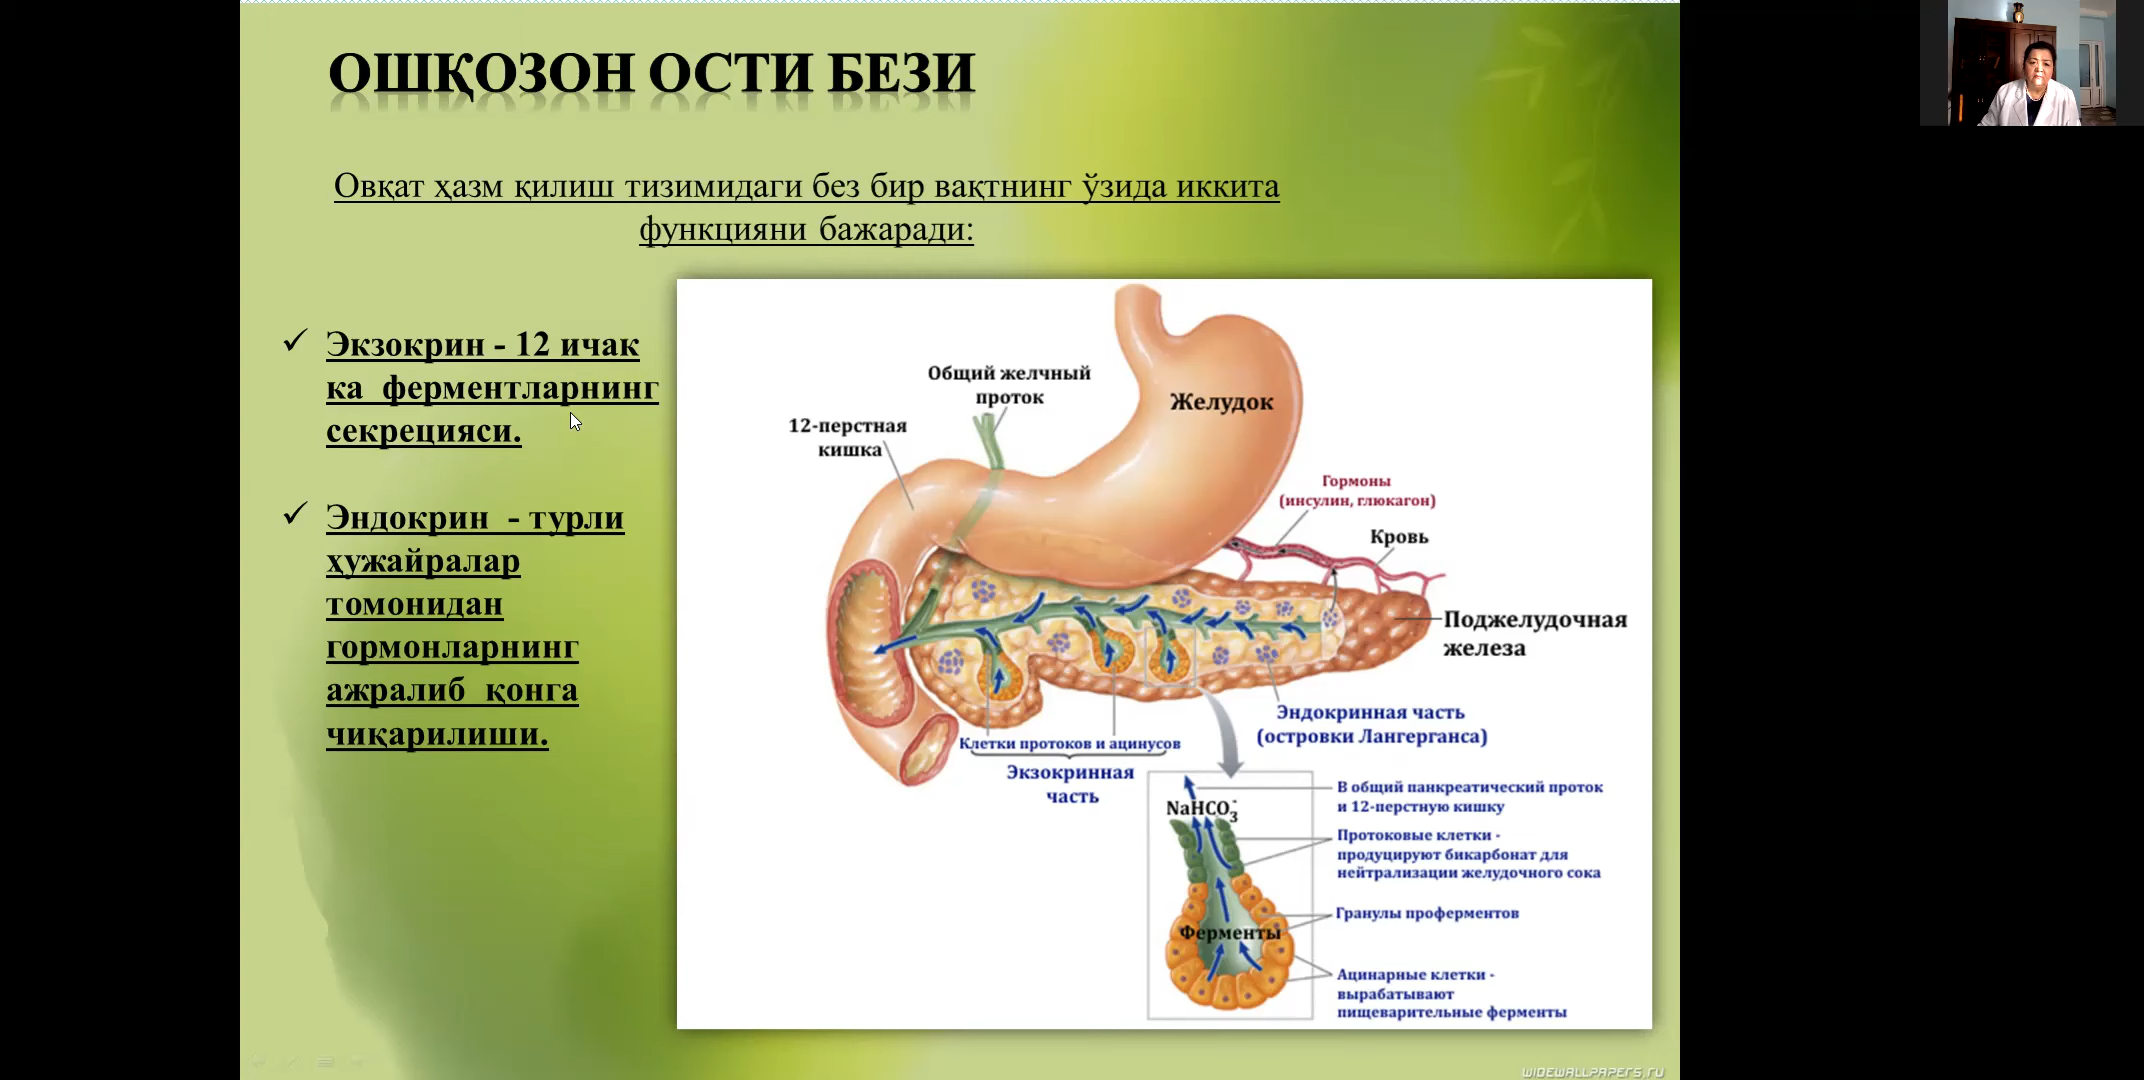 ОШҚОЗОН ОСТИ БЕЗИ
Овқат ҳазм қилиш тизимидаги без бир вақтнинг ўзида иккита
функцияни бажаради:
Экзокрин - 12 ичак
ка ферментларнинг
секрецияси.
Эндокрин - турли
ҳужайралар
томонидан
гормонларнинг
ажралиб қонга
чиқарилиши.
Общий желчный
проток
12-перстная
кишка
Желудок
Гормоны
(инсулин, глюкагон)
Кровь
Поджелудочная
железа
Эндокринная часть
(островки Лангерганса)
Клетки протоков и ацинусов
Экзокринная
часть
NaHCO₃⁻
Ферменты
В общий панкреатический проток
и 12-перстную кишку
Протоковые клетки -
продуцируют бикарбонат для
нейтрализации желудочного сока
Гранулы проферментов
Ацинарные клетки -
вырабатывают
пищеварительные ферменты
WIDEWALLPAPERS.RU